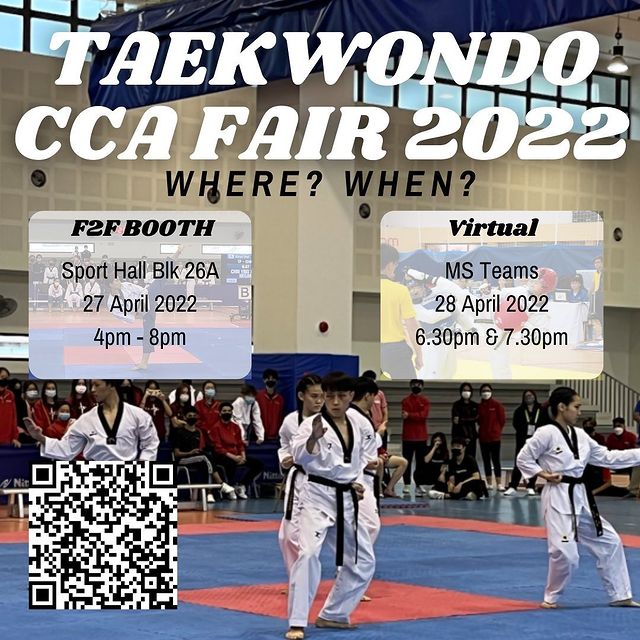 TAEKWONDO
CCA FAIR 2022
WHERE? WHEN?
F2F BOOTH
Sport Hall Blk 26A
27 April 2022
4pm - 8pm
Virtual
MS Teams
28 April 2022
6.30pm & 7.30pm
B